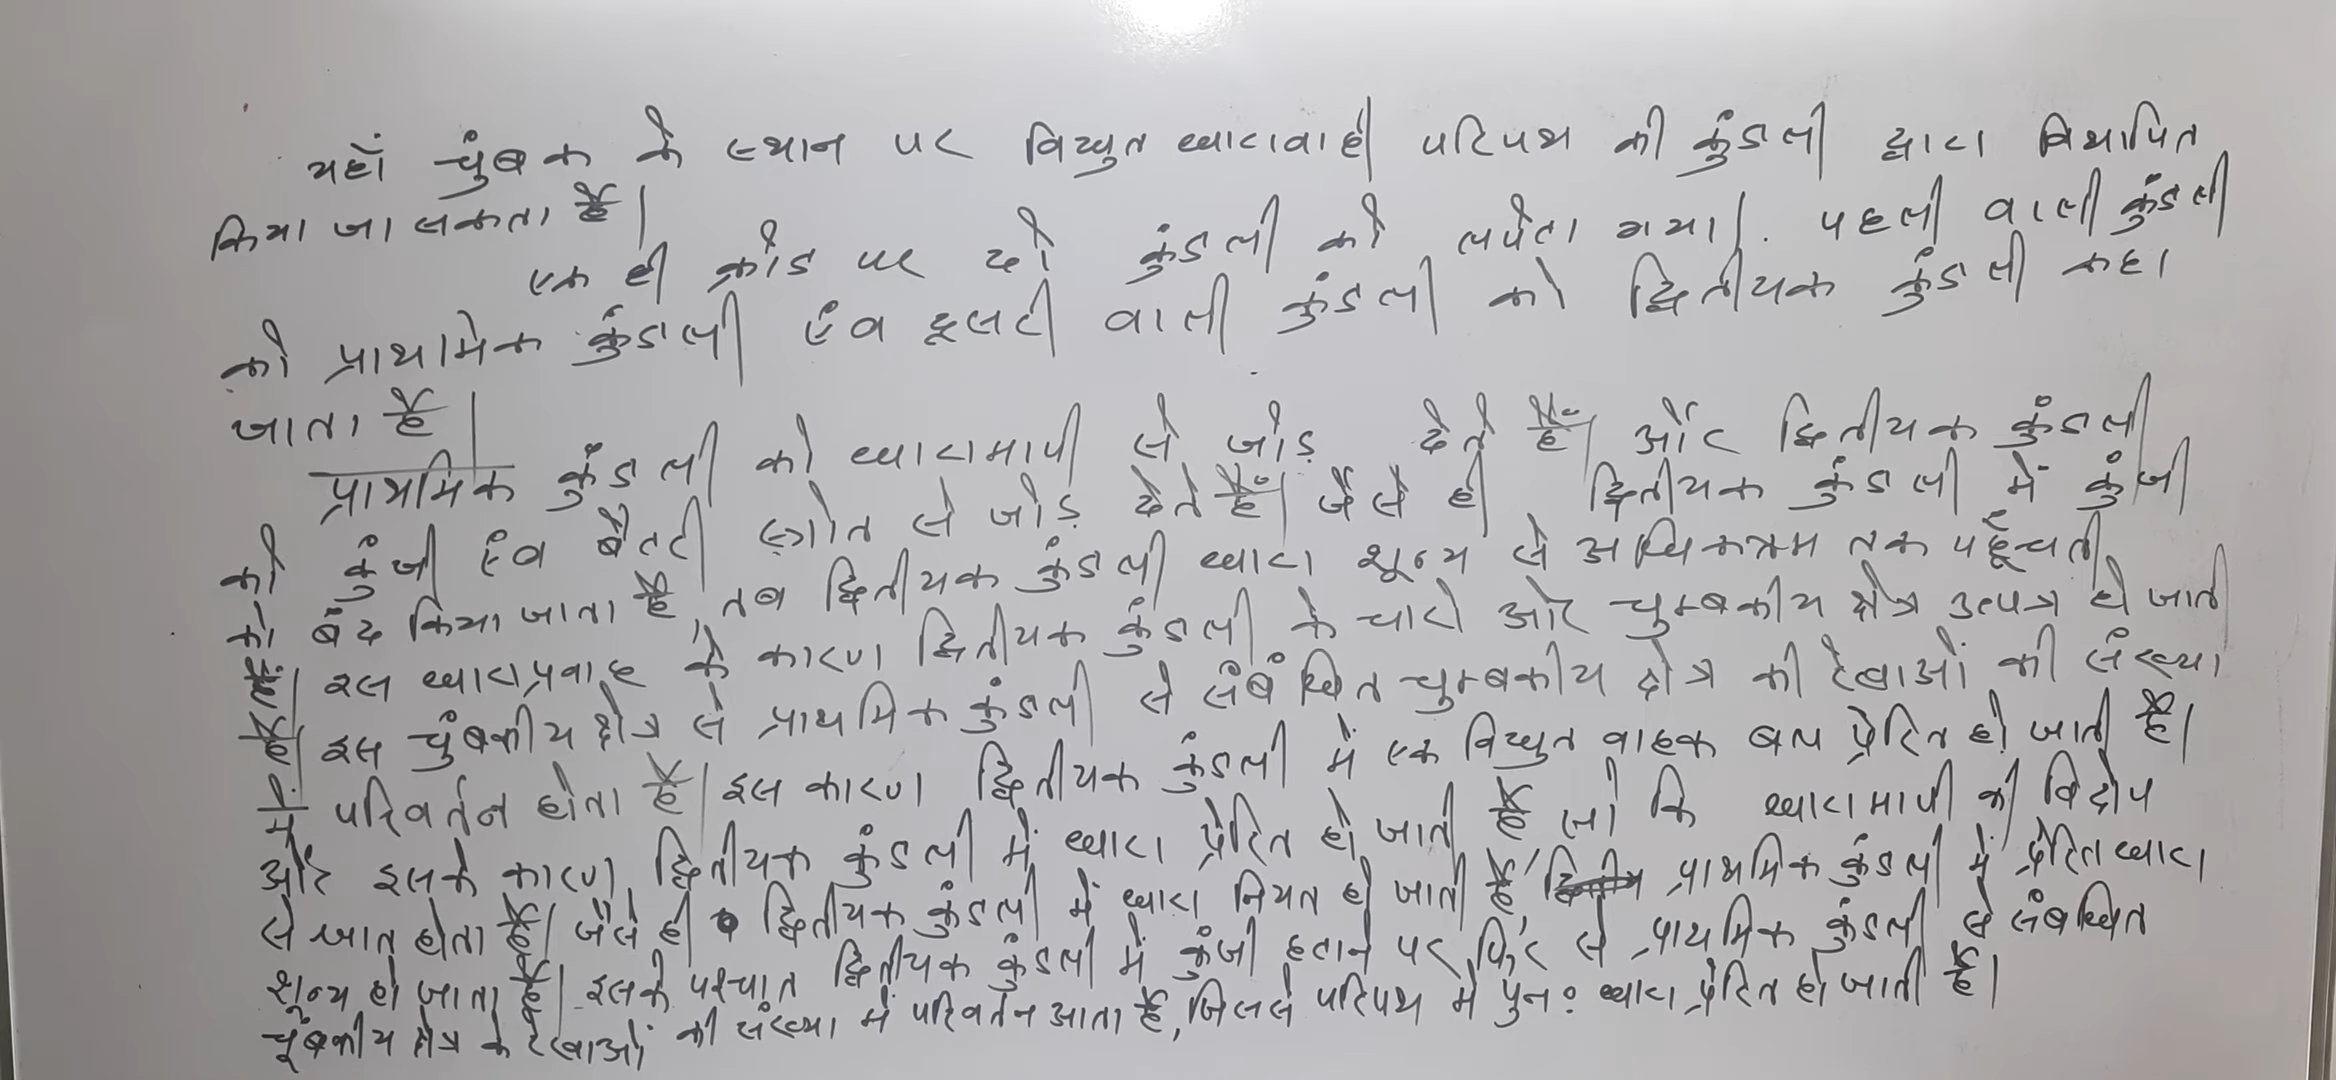 यहाँ चुंबक के स्थान पर विध्युत धारावाही परिपथ की कुंडली द्वारा विथापित
किया जा सकता है|
एक ही क्रोड पर दो कुंडली को लपेता गया|. पहली वाली कुंडली
को प्राथामिक कुंडली एंव दूसरी वाली कुंडली को द्वितीयक कुंडली कहा
जाता है|
प्राथमिक कुंडली को धारामापी से जोड़ देते हैं| और द्वितीयक कुंडली
को कुंजी एंव बैटरी स्त्रोत से जोड़ देते हैं| जैसे ही द्वितीयक कुंडली में कुंजी
को बंद किया जाता है, तब द्वितीयक कुंडली धारा शून्य से अधिकतम तक पहूंचती
हैं| इस धाराप्रवाह के कारण द्वितीयक कुंडली के चारो और चुम्बकीय क्षेत्र उत्पन्न हो जाती
है| इस चुंबकीय क्षेत्र से प्राथमिक कुंडली से संबंधित चुम्बकीय क्षेत्र की रेखाओं की संख्या
में परिवर्तन होता है| इस कारण द्वितीयक कुंडली में एक विध्युत वाहक बल प्रेरित हो जाती है|
और इसके कारण द्वितीयक कुंडली में धारा प्रेरित हो जाती है जो कि धारामापी की विक्षेप
से ज्ञात होता है| जैसे ही द्वितीयक कुंडली में धारा नियत हो जाती है, प्राथमिक कुंडली में प्रेरित धारा
शून्य हो जाता है| इसके पश्चात द्वितीयक कुंडली में कुंजी हटाने पर फिर से प्राथमिक कुंडली से संबधित
चूंबकीय क्षेत्र के रेखाओं की संख्या में परिवर्तन आता है, जिससे परिपथ मे पुनः धारा प्रेरित हो जाती है|